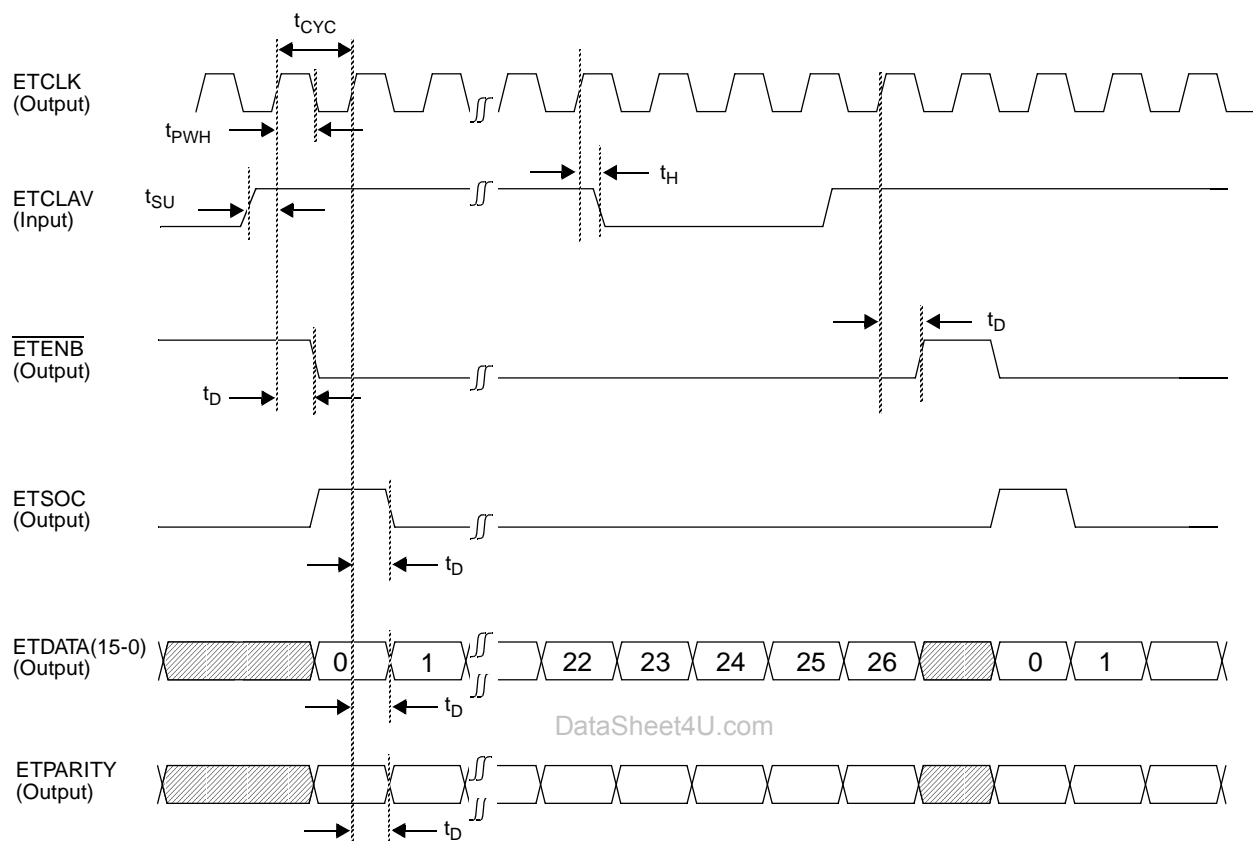 tCYC
ETCLK
(Output)
tPWH
ETCLAV
(Input)
tSU
tH
ETENB
(Output)
tD
tD
ETSOC
(Output)
tD
ETDATA(15-0)
(Output)
0 1 22 23 24 25 26 0 1
tD
DataSheet4U.com
ETPARITY
(Output)
tD